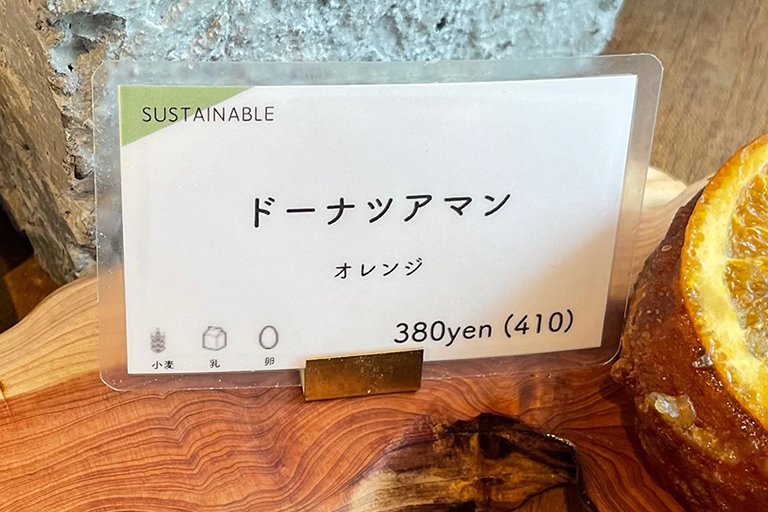 SUSTAINABLE
ドーナツアマン
オレンジ
380yen (410)
小麦 乳 卵